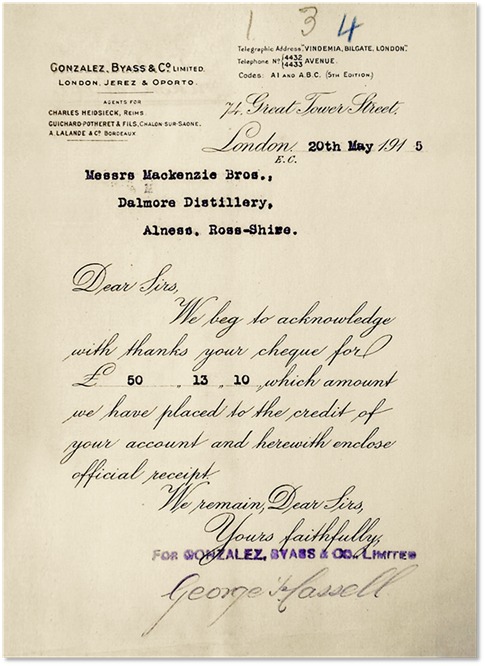 1 3 4
Gonzalez, Byass & Co. Limited.
London, Jerez & Oporto.
Agents for
Charles Heidsieck, Reims.
Guichard-Potheret & Fils, Chalon-sur-Saone.
A. Lalande & Co. Bordeaux.
Telegraphic Address, "Vindemia, Bilgate, London".
Telephone Nos. {4432 4433 Avenue.
Codes: A1 and A.B.C. (5th Edition)
74, Great Tower Street,
London, 20th May 1915
E.C.
Messrs Mackenzie Bros.,
Dalmore Distillery,
Alness, Ross-Shire.
Dear Sirs,
We beg to acknowledge
with thanks your cheque for
£ 50 " 13 " 10 , which amount
we have placed to the credit of
your account and herewith enclose
official receipt.
We remain, Dear Sirs,
Yours faithfully,
For GONZALEZ, BYASS & CO., LIMITED
George Hassell